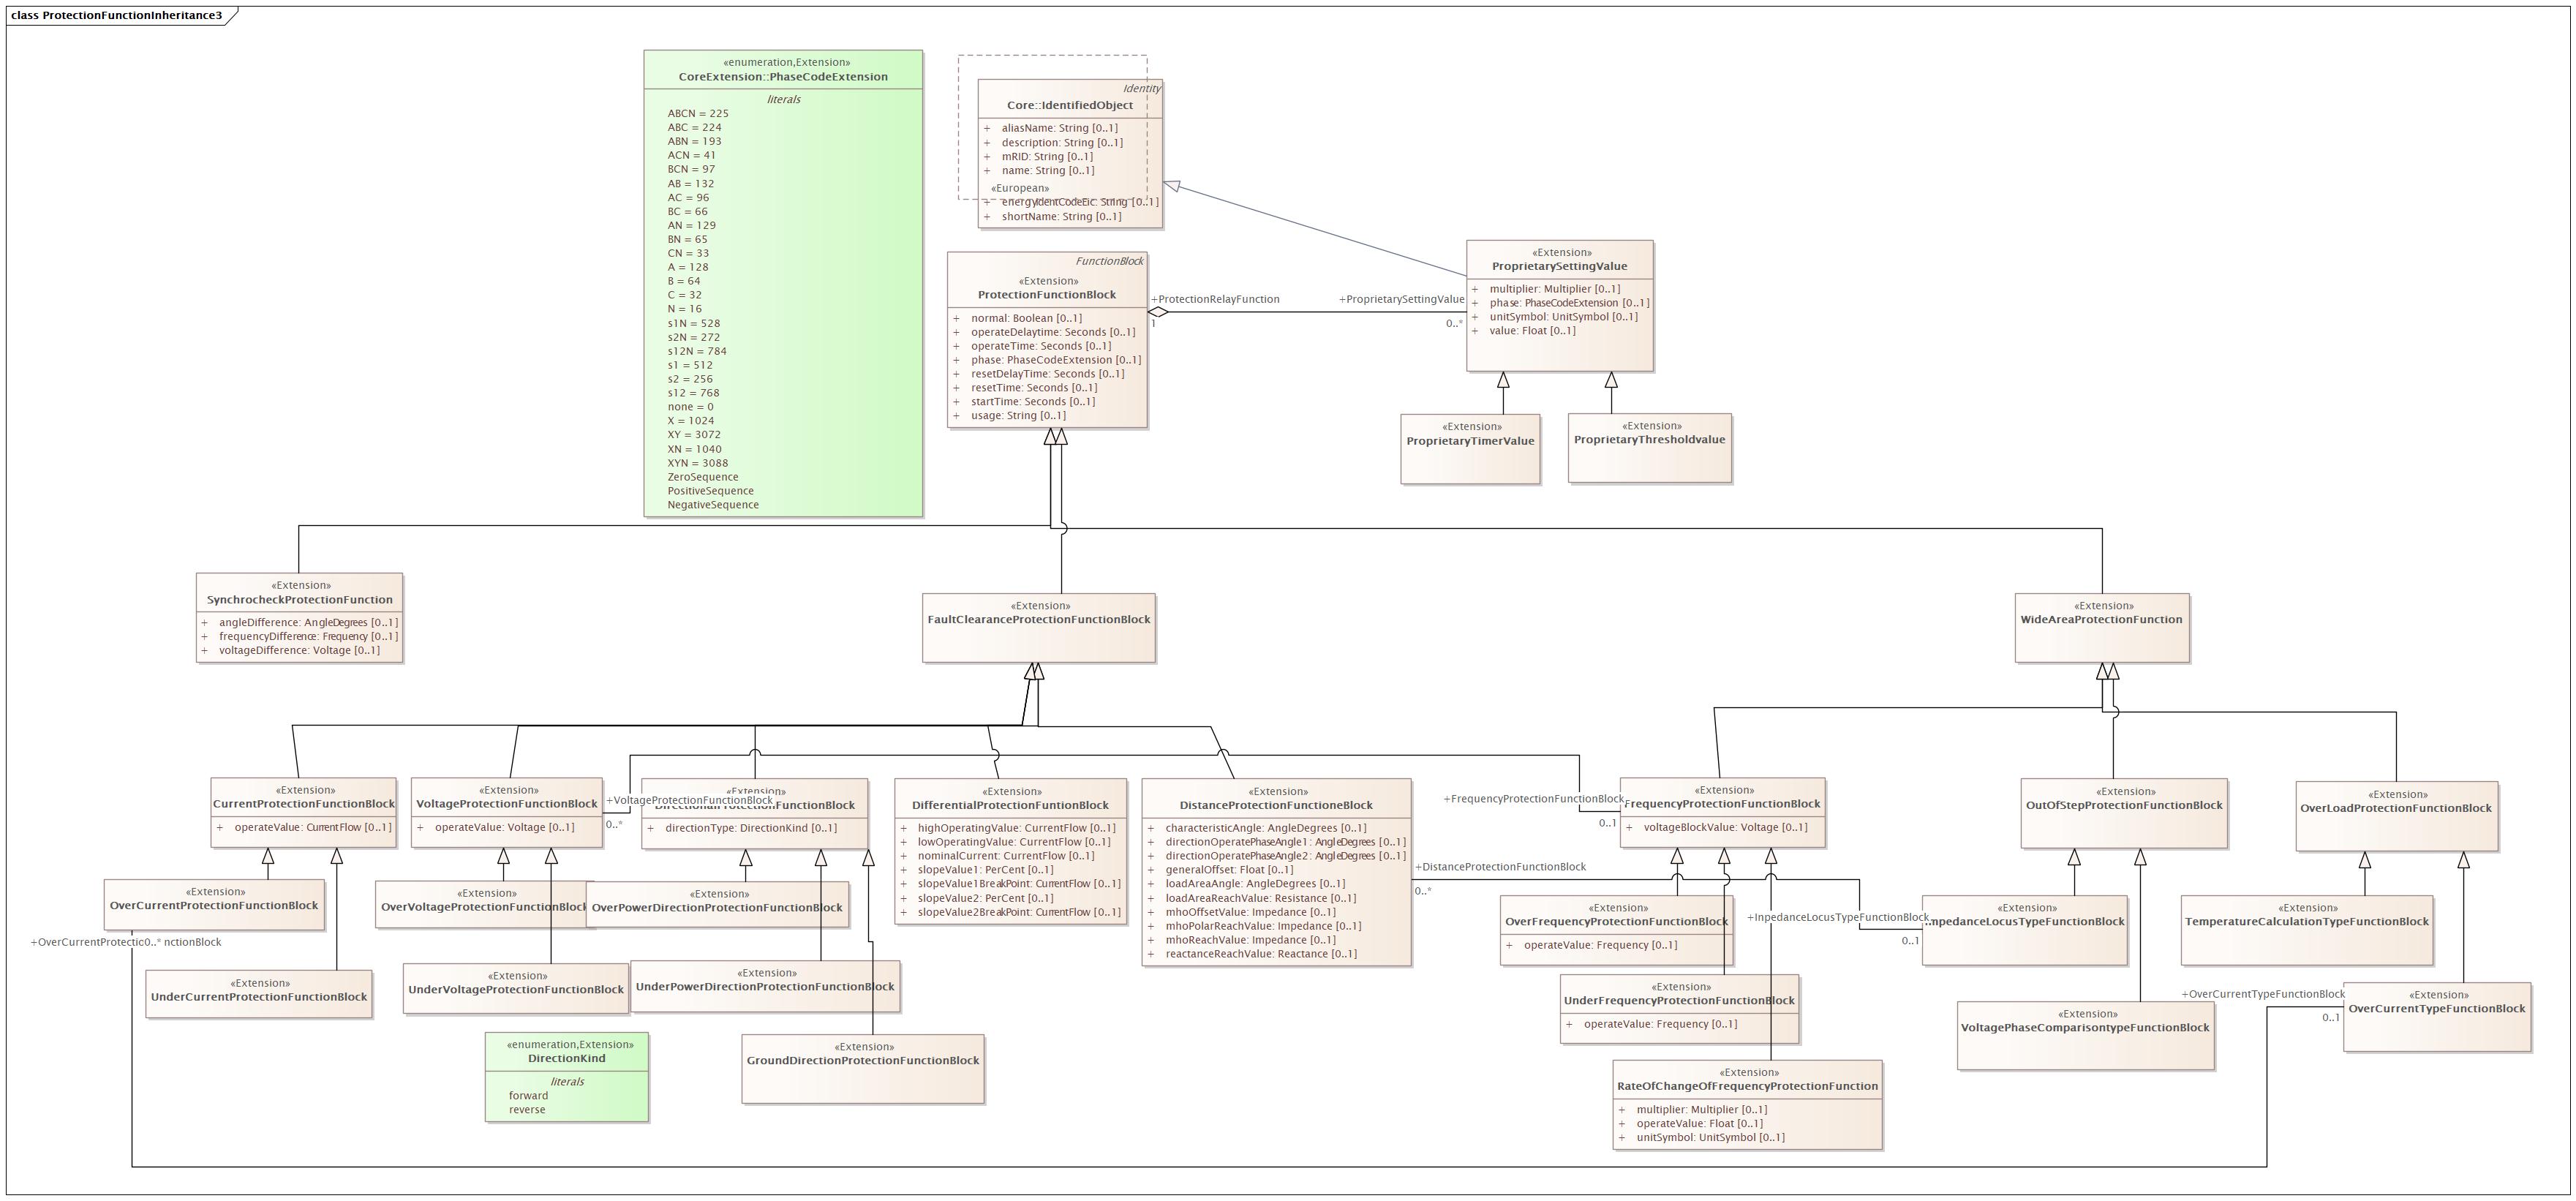 class ProtectionFunctionInheritance3
«enumeration,Extension»
CoreExtension::PhaseCodeExtension
literals
ABCN = 225
ABC = 224
ABN = 193
ACN = 41
BCN = 97
AB = 132
AC = 96
BC = 66
AN = 129
BN = 65
CN = 33
A = 128
B = 64
C = 32
N = 16
s1N = 528
s2N = 272
s12N = 784
s1 = 512
s2 = 256
s12 = 768
none = 0
X = 1024
XY = 3072
XN = 1040
XYN = 3088
ZeroSequence
PositiveSequence
NegativeSequence
Identity
Core::IdentifiedObject
+ aliasName: String [0..1]
+ description: String [0..1]
+ mRID: String [0..1]
+ name: String [0..1]
«European»
+ energyIdentCodeEic: String [0..1]
+ shortName: String [0..1]
FunctionBlock
«Extension»
ProtectionFunctionBlock
+ normal: Boolean [0..1]
+ operateDelaytime: Seconds [0..1]
+ operateTime: Seconds [0..1]
+ phase: PhaseCodeExtension [0..1]
+ resetDelayTime: Seconds [0..1]
+ resetTime: Seconds [0..1]
+ startTime: Seconds [0..1]
+ usage: String [0..1]
+ProtectionRelayFunction
1
+ProprietarySettingValue
0..*
«Extension»
ProprietarySettingValue
+ multiplier: Multiplier [0..1]
+ phase: PhaseCodeExtension [0..1]
+ unitSymbol: UnitSymbol [0..1]
+ value: Float [0..1]
«Extension»
ProprietaryTimerValue
«Extension»
ProprietaryThresholdvalue
«Extension»
SynchrocheckProtectionFunction
+ angleDifference: AngleDegrees [0..1]
+ frequencyDifference: Frequency [0..1]
+ voltageDifference: Voltage [0..1]
«Extension»
FaultClearanceProtectionFunctionBlock
«Extension»
WideAreaProtectionFunction
«Extension»
CurrentProtectionFunctionBlock
+ operateValue: CurrentFlow [0..1]
«Extension»
VoltageProtectionFunctionBlock
+ operateValue: Voltage [0..1]
+VoltageProtectionFunctionBlock
0..*
«Extension»
FunctionBlock
+ directionType: DirectionKind [0..1]
«Extension»
DifferentialProtectionFuntionBlock
+ highOperatingValue: CurrentFlow [0..1]
+ lowOperatingValue: CurrentFlow [0..1]
+ nominalCurrent: CurrentFlow [0..1]
+ slopeValue1: PerCent [0..1]
+ slopeValue1BreakPoint: CurrentFlow [0..1]
+ slopeValue2: PerCent [0..1]
+ slopeValue2BreakPoint: CurrentFlow [0..1]
«Extension»
DistanceProtectionFunctioneBlock
+ characteristicAngle: AngleDegrees [0..1]
+ directionOperatePhaseAngle1: AngleDegrees [0..1]
+ directionOperatePhaseAngle2: AngleDegrees [0..1]
+ generalOffset: Float [0..1]
+ loadAreaAngle: AngleDegrees [0..1]
+ loadAreaReachValue: Resistance [0..1]
+ mhoOffsetValue: Impedance [0..1]
+ mhoPolarReachValue: Impedance [0..1]
+ mhoReachValue: Impedance [0..1]
+ reactanceReachValue: Reactance [0..1]
+DistanceProtectionFunctionBlock
0..*
+FrequencyProtectionFunctionBlock
0..1
«Extension»
FrequencyProtectionFunctionBlock
+ voltageBlockValue: Voltage [0..1]
«Extension»
OutOfStepProtectionFunctionBlock
«Extension»
OverLoadProtectionFunctionBlock
«Extension»
OverCurrentProtectionFunctionBlock
+OverCurrentProtectic0..* nctionBlock
«Extension»
UnderCurrentProtectionFunctionBlock
«Extension»
OverVoltageProtectionFunctionBlock
«Extension»
UnderVoltageProtectionFunctionBlock
«Extension»
OverPowerDirectionProtectionFunctionBlock
«Extension»
UnderPowerDirectionProtectionFunctionBlock
«Extension»
GroundDirectionProtectionFunctionBlock
«enumeration,Extension»
DirectionKind
literals
forward
reverse
«Extension»
OverFrequencyProtectionFunctionBlock
+ operateValue: Frequency [0..1]
«Extension»
UnderFrequencyProtectionFunctionBlock
+ operateValue: Frequency [0..1]
«Extension»
RateOfChangeOfFrequencyProtectionFunction
+ multiplier: Multiplier [0..1]
+ operateValue: Float [0..1]
+ unitSymbol: UnitSymbol [0..1]
+InpedanceLocusTypeFunctionBlock
0..1
«Extension»
mpedanceLocusTypeFunctionBlock
«Extension»
VoltagePhaseComparisontypeFunctionBlock
«Extension»
TemperatureCalculationTypeFunctionBlock
+OverCurrentTypeFunctionBlock
0..1
«Extension»
OverCurrentTypeFunctionBlock